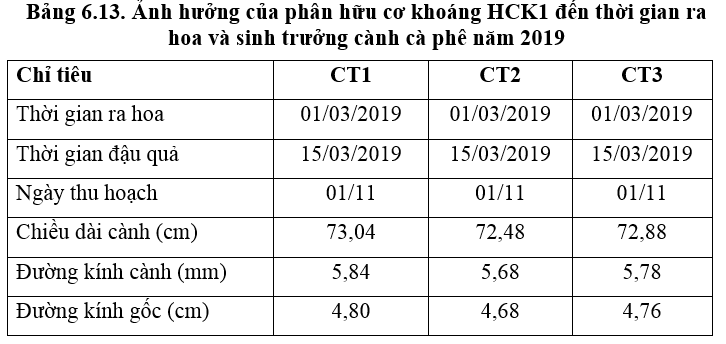 Bảng 6.13. Ảnh hưởng của phân hữu cơ khoáng HCK1 đến thời gian ra
hoa và sinh trưởng cành cà phê năm 2019
Chỉ tiêu CT1 CT2 CT3
Thời gian ra hoa 01/03/2019 01/03/2019 01/03/2019
Thời gian đậu quả 15/03/2019 15/03/2019 15/03/2019
Ngày thu hoạch 01/11 01/11 01/11
Chiều dài cành (cm) 73,04 72,48 72,88
Đường kính cành (mm) 5,84 5,68 5,78
Đường kính gốc (cm) 4,80 4,68 4,76